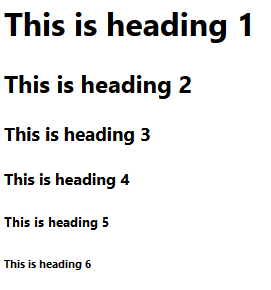 This is heading 1
This is heading 2
This is heading 3
This is heading 4
This is heading 5
This is heading 6